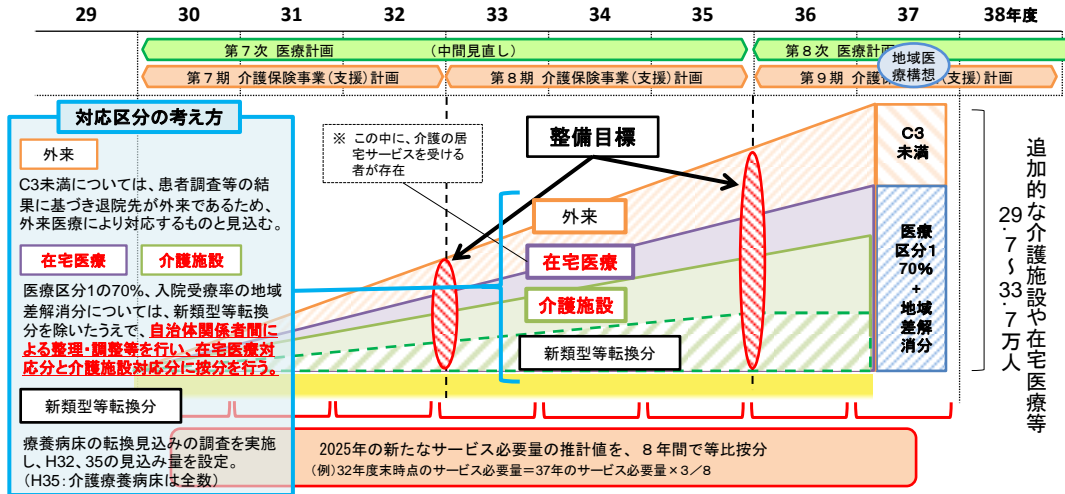 29 30 31 32 33 34 35 36 37 38年度
第7次 医療計画 (中間見直し)
第8次 医療計画
第7期 介護保険事業(支援)計画
第8期 介護保険事業(支援)計画
第9期 介護保険事業(支援)計画
地域医
療構想
対応区分の考え方
外来
C3未満については、患者調査等の結
果に基づき退院先が外来であるため、
外来医療により対応するものと見込む。
在宅医療 介護施設
医療区分1の70%、入院受療率の地域
差解消分については、新類型等転換
分を除いたうえで、自治体関係者間に
よる整理・調整等を行い、在宅医療対
応分と介護施設対応分に按分を行う。
新類型等転換分
療養病床の転換見込みの調査を実施
し、H32、35の見込み量を設定。
(H35:介護療養病床は全数)
※ この中に、介護の居
宅サービスを受ける
者が存在
整備目標
外来
在宅医療
介護施設
新類型等転換分
C3
未満
医療
区分1
70%
+
地域
差解
消分
追加的な介護施設や在宅医療等
29.7~33.7万人
2025年の新たなサービス必要量の推計値を、8年間で等比按分
(例)32年度末時点のサービス必要量=37年のサービス必要量×3/8